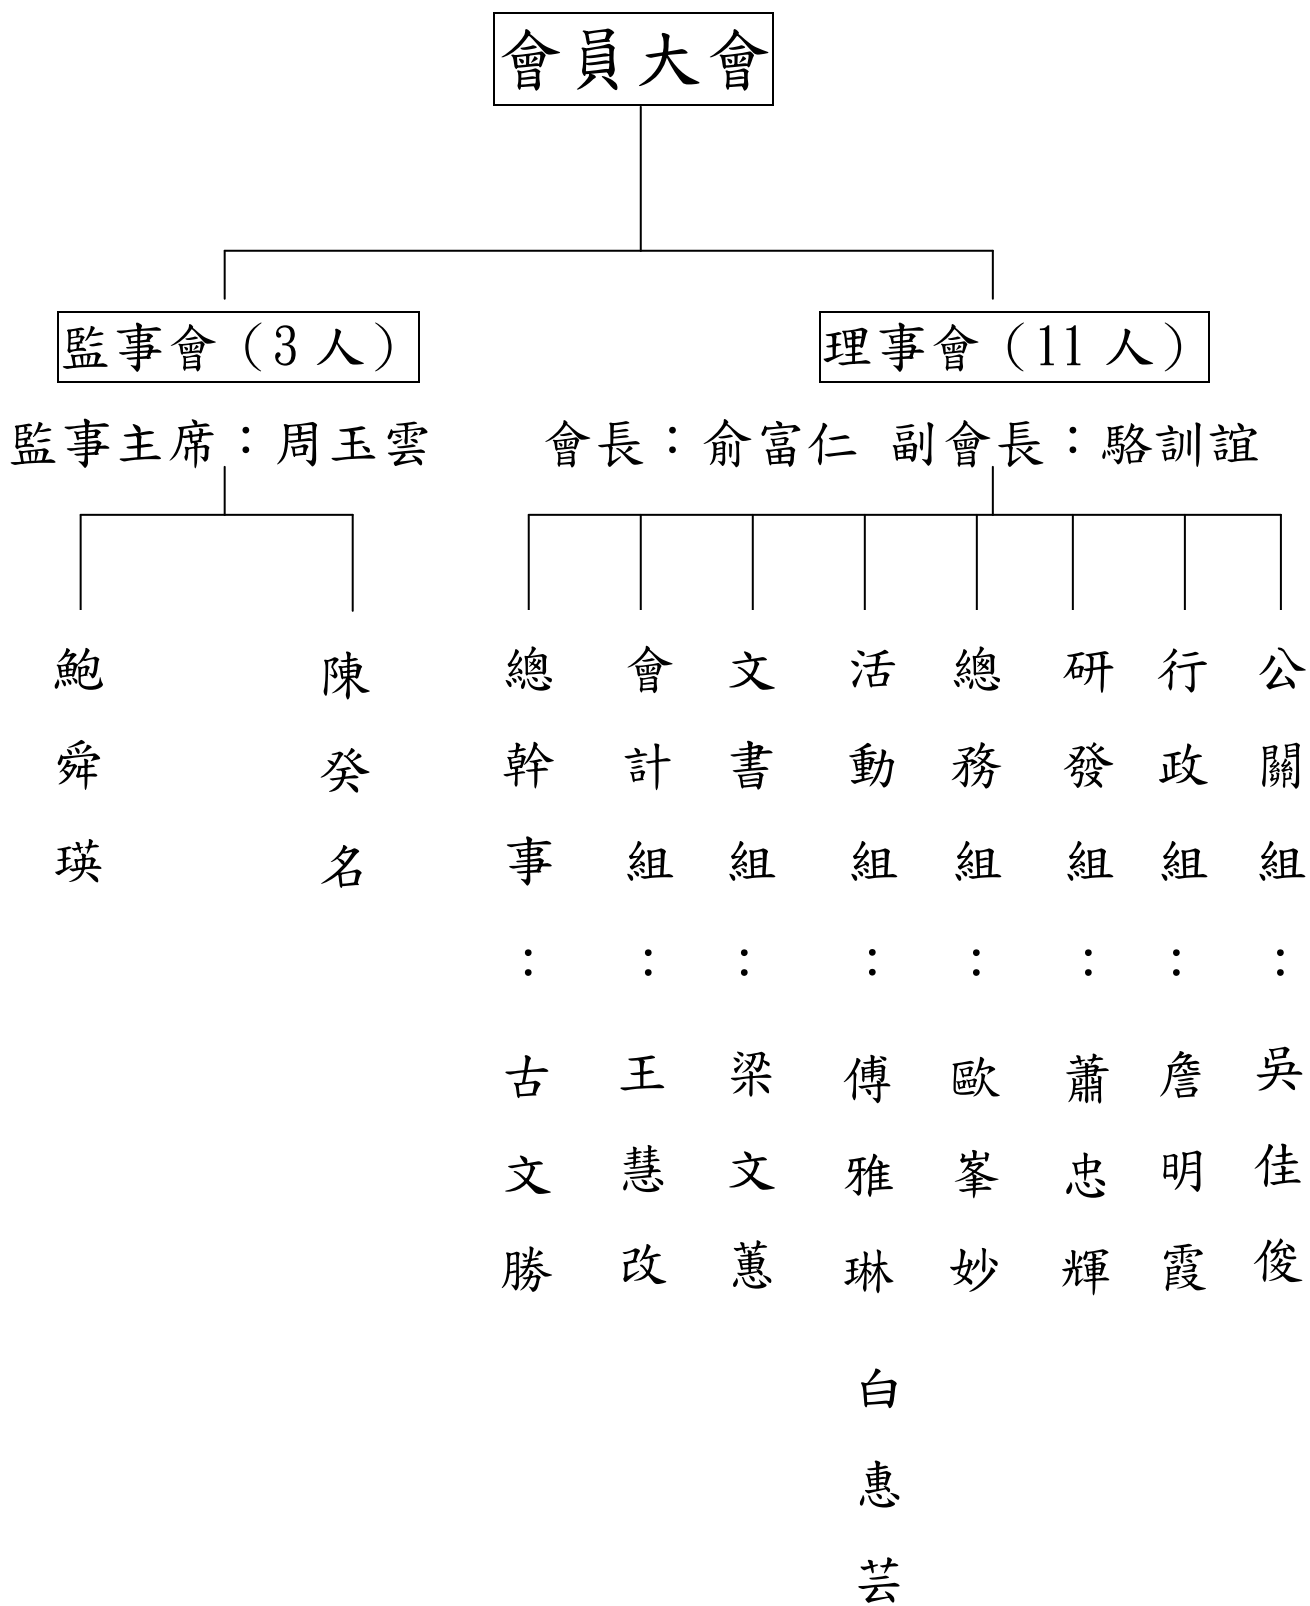 會員大會
監事會（3 人）
理事會（11 人）
監事主席：周玉雲
會長：俞富仁 副會長：駱訓誼
鮑舜瑛
陳癸名
總幹事：古文勝
會計組：王慧改
文書組：梁文蕙
活動組：傅雅琳
白惠芸
總務組：歐峯妙
研發組：蕭忠輝
行政組：詹明霞
公關組：吳佳俊